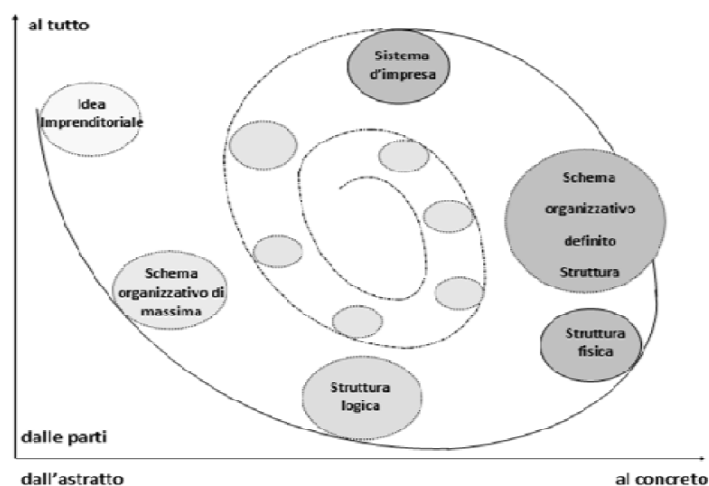 al tutto
Sistema
d’impresa
Idea
Imprenditoriale
Schema
organizzativo
definito
Struttura
Schema
organizzativo di
massima
Struttura
fisica
Struttura
logica
dalle parti
dall’astratto
al concreto